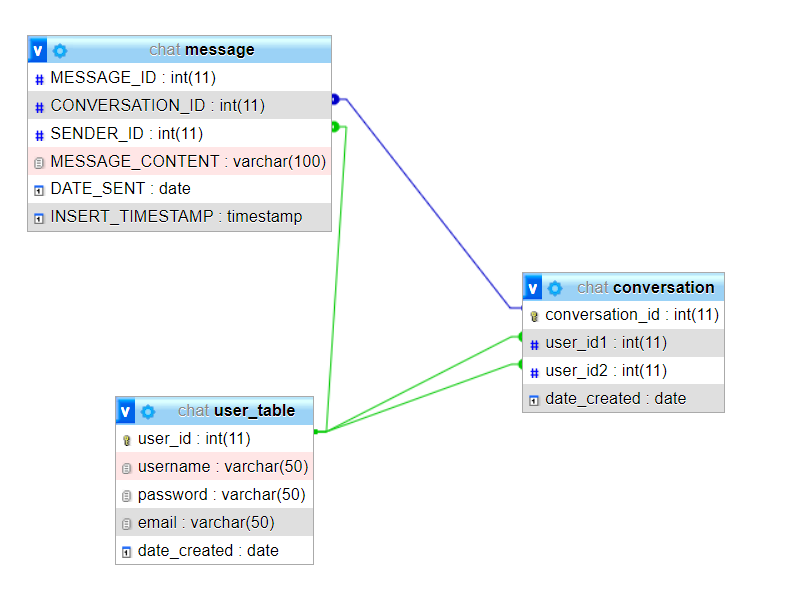 v chat message
# MESSAGE_ID : int(11)
# CONVERSATION_ID : int(11)
# SENDER_ID : int(11)
MESSAGE_CONTENT : varchar(100)
DATE_SENT : date
INSERT_TIMESTAMP : timestamp
v chat conversation
conversation_id : int(11)
# user_id1 : int(11)
# user_id2 : int(11)
date_created : date
v chat user_table
user_id : int(11)
username : varchar(50)
password : varchar(50)
email : varchar(50)
date_created : date